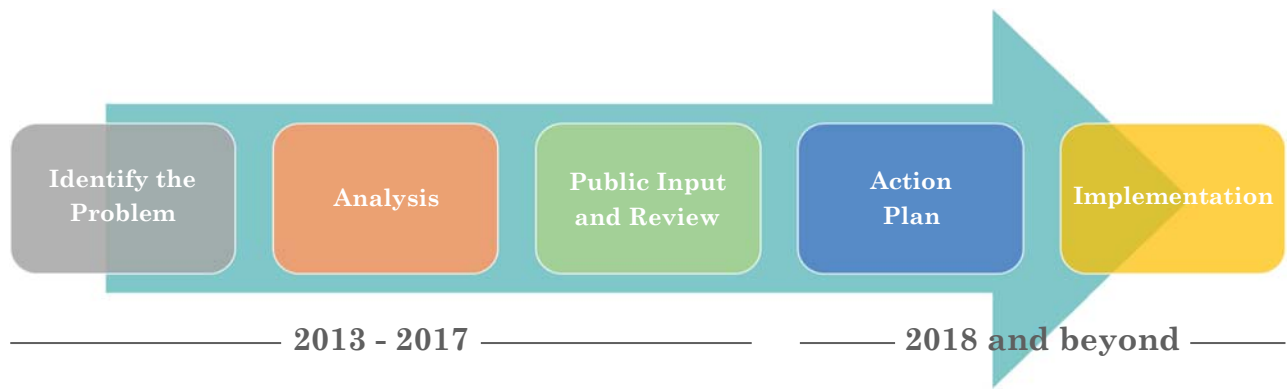 Identify the
Problem
Analysis
Public Input
and Review
Action
Plan
Implementation
2013 - 2017
2018 and beyond